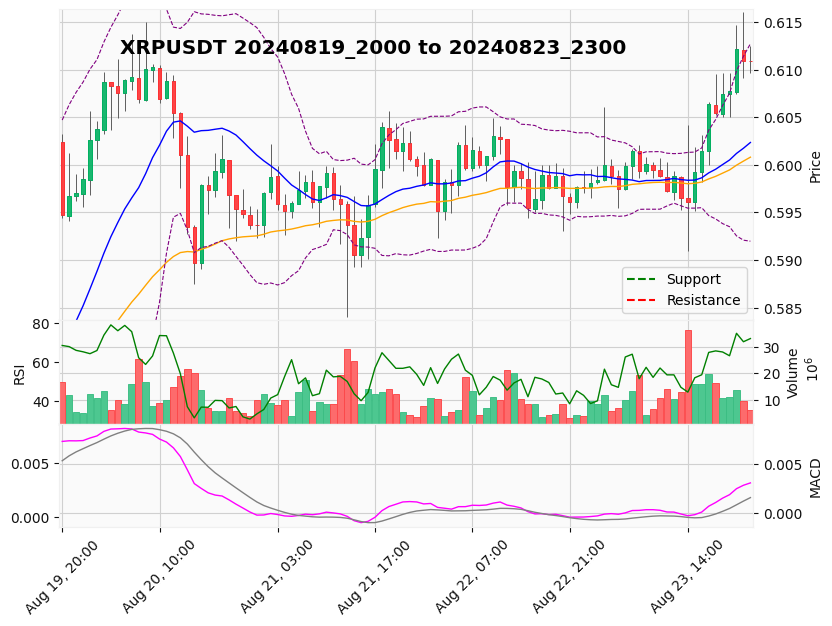 XRPUSDT 20240819_2000 to 20240823_2300
0.615
0.610
0.605
0.600
0.595
0.590
0.585
Price
Support
Resistance
80
60
40
RSI
30
20
10
Volume
10^6
0.005
0.000
0.005
0.000
MACD
Aug 19, 20:00
Aug 20, 10:00
Aug 21, 03:00
Aug 21, 17:00
Aug 22, 07:00
Aug 22, 21:00
Aug 23, 14:00